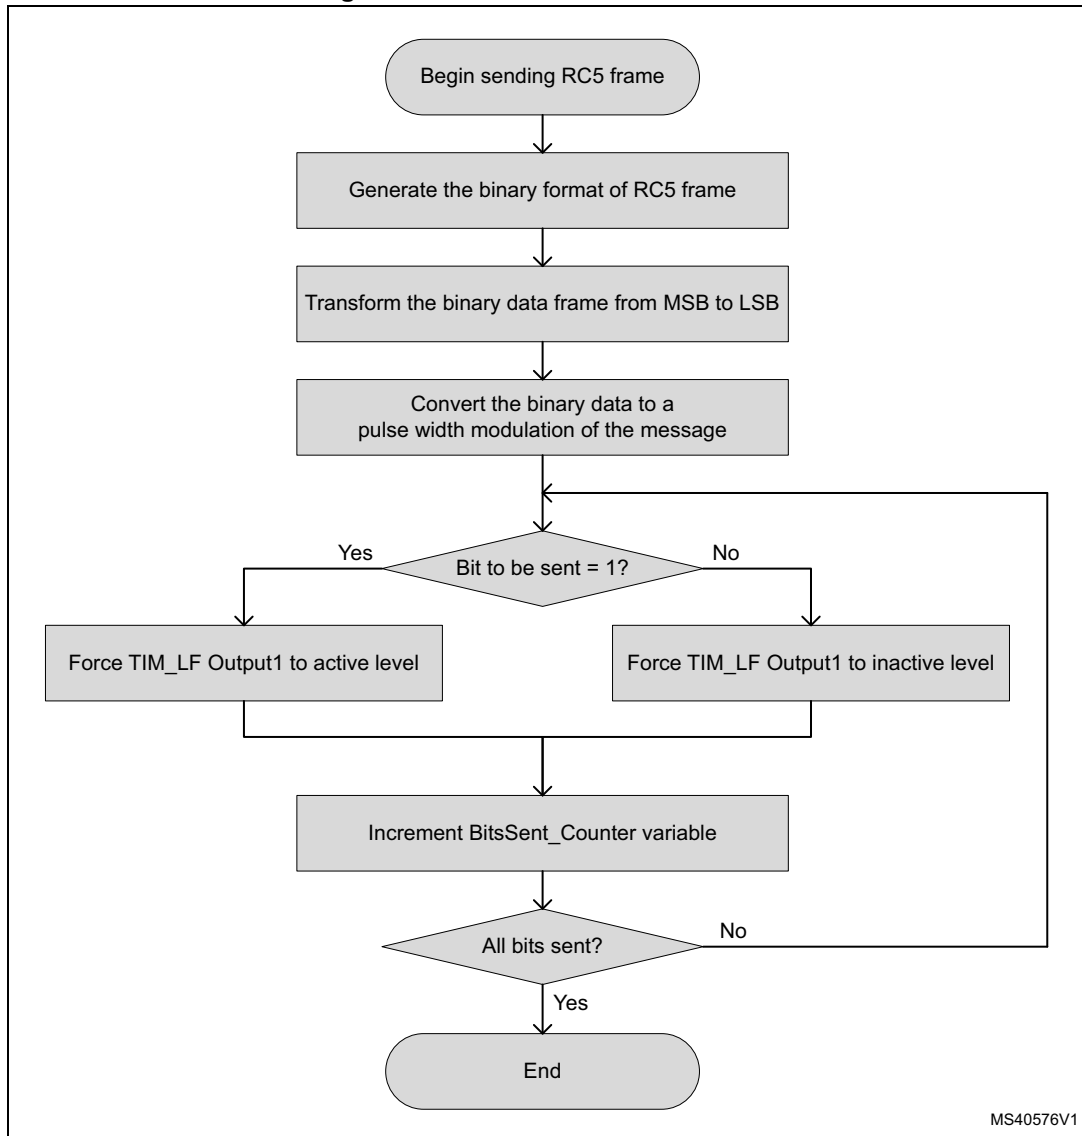 Begin sending RC5 frame
Generate the binary format of RC5 frame
Transform the binary data frame from MSB to LSB
Convert the binary data to a
pulse width modulation of the message
Yes
No
Bit to be sent = 1?
Force TIM_LF Output1 to active level
Force TIM_LF Output1 to inactive level
Increment BitsSent_Counter variable
No
All bits sent?
Yes
End
MS40576V1